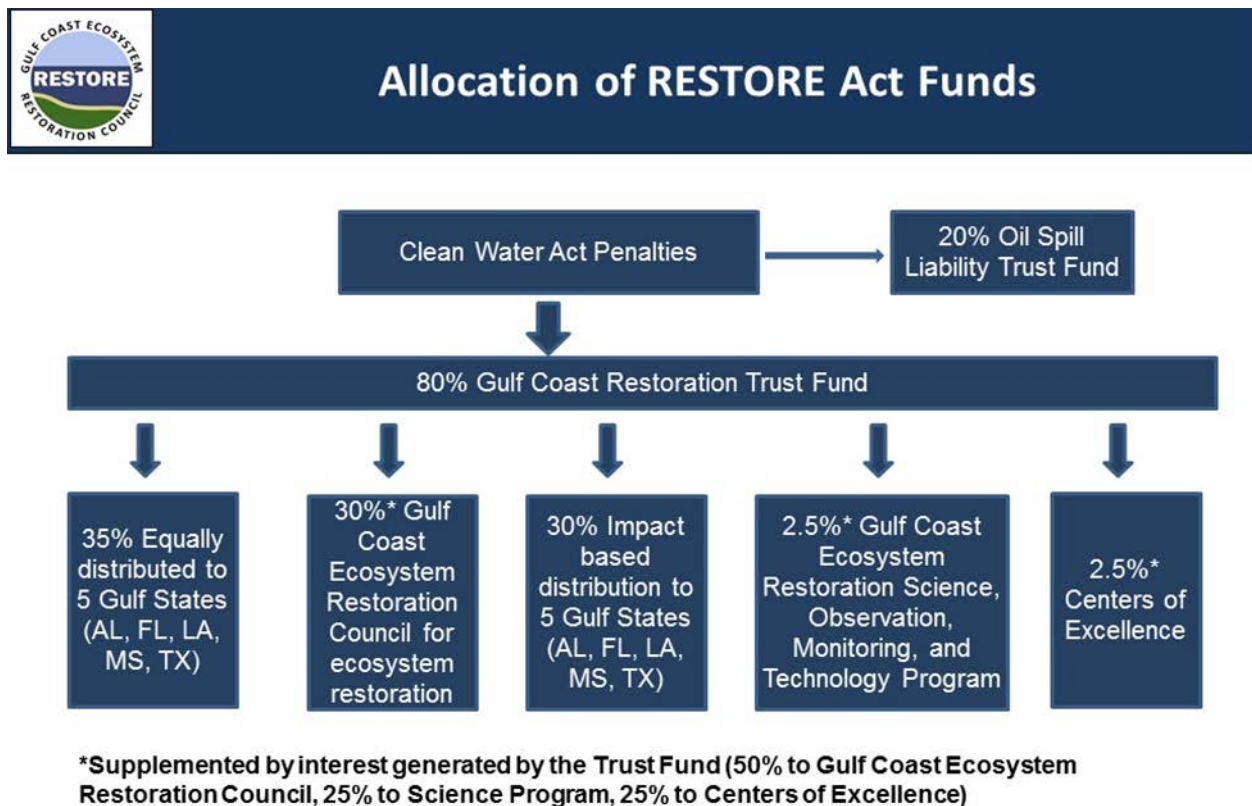 GULF COAST ECOSYSTEM
RESTORE
RESTORATION COUNCIL
Allocation of RESTORE Act Funds
Clean Water Act Penalties
20% Oil Spill
Liability Trust Fund
80% Gulf Coast Restoration Trust Fund
35% Equally
distributed to
5 Gulf States
(AL, FL, LA,
MS, TX)
30%* Gulf
Coast
Ecosystem
Restoration
Council for
ecosystem
restoration
30% Impact
based
distribution to
5 Gulf States
(AL, FL, LA,
MS, TX)
2.5%* Gulf Coast
Ecosystem
Restoration Science,
Observation,
Monitoring, and
Technology Program
2.5%*
Centers of
Excellence
*Supplemented by interest generated by the Trust Fund (50% to Gulf Coast Ecosystem
Restoration Council, 25% to Science Program, 25% to Centers of Excellence)